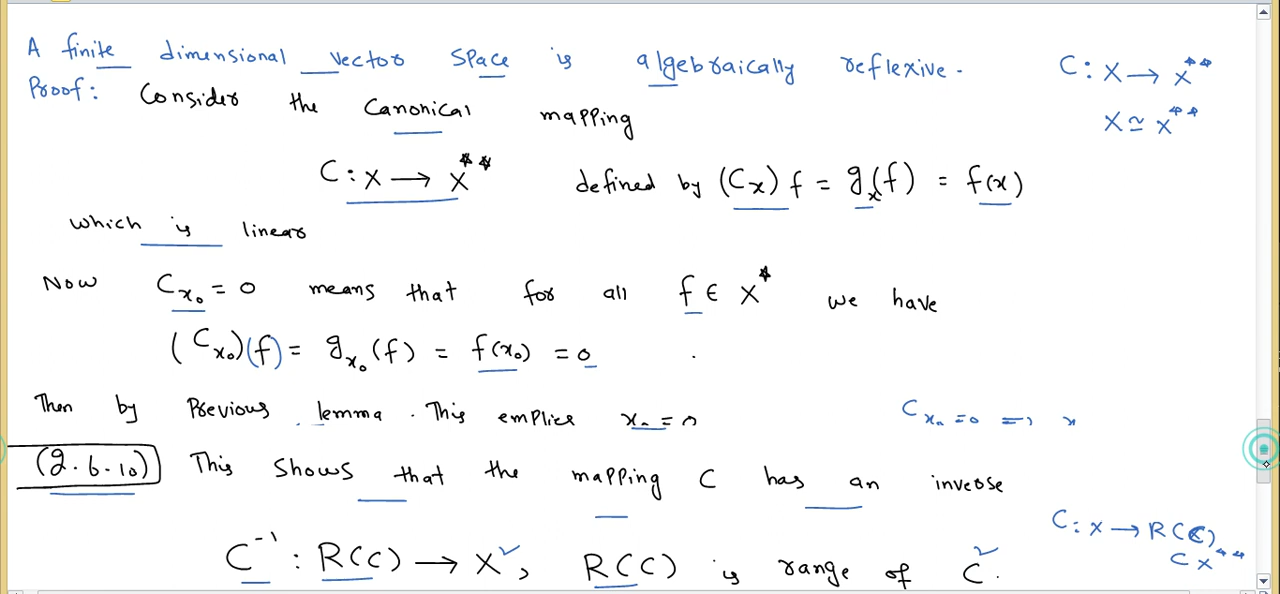 A finite dimensional vector space is algebraically reflexive.
C: X → X**
Proof: Consider the Canonical mapping
X ≃ X**
C: X → X** defined by (Cx) f = gx(f) = f(x)
which is linear
Now Cx₀ = 0 means that for all f ∈ X* we have
(Cx₀)(f) = gx₀(f) = f(x₀) = 0
Then by Previous lemma. This emplies x₀ = 0
Cx₀ = 0 => x
(2.6.10) This shows that the mapping C has an inverse
C: X → R(C)
C⁻¹: R(C) → X, R(C) is range of C.
C X**